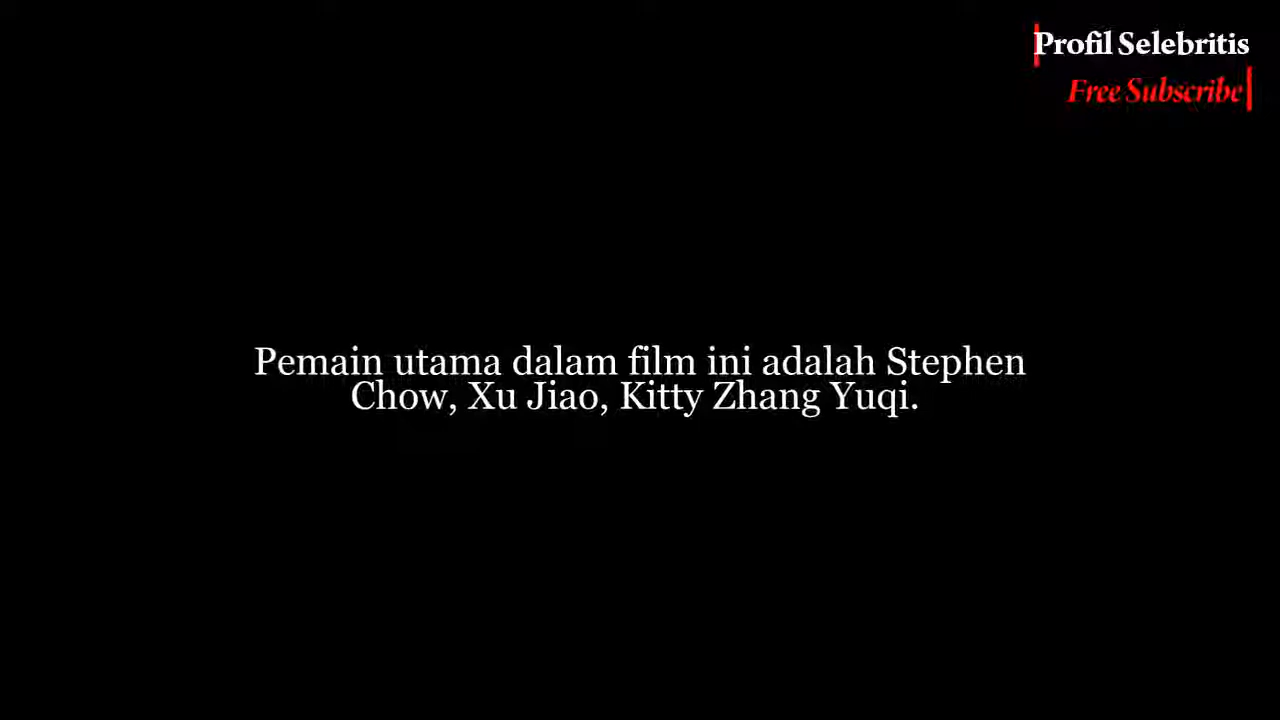 Profil Selebritis
Free Subscribe
Pemain utama dalam film ini adalah Stephen
Chow, Xu Jiao, Kitty Zhang Yuqi.